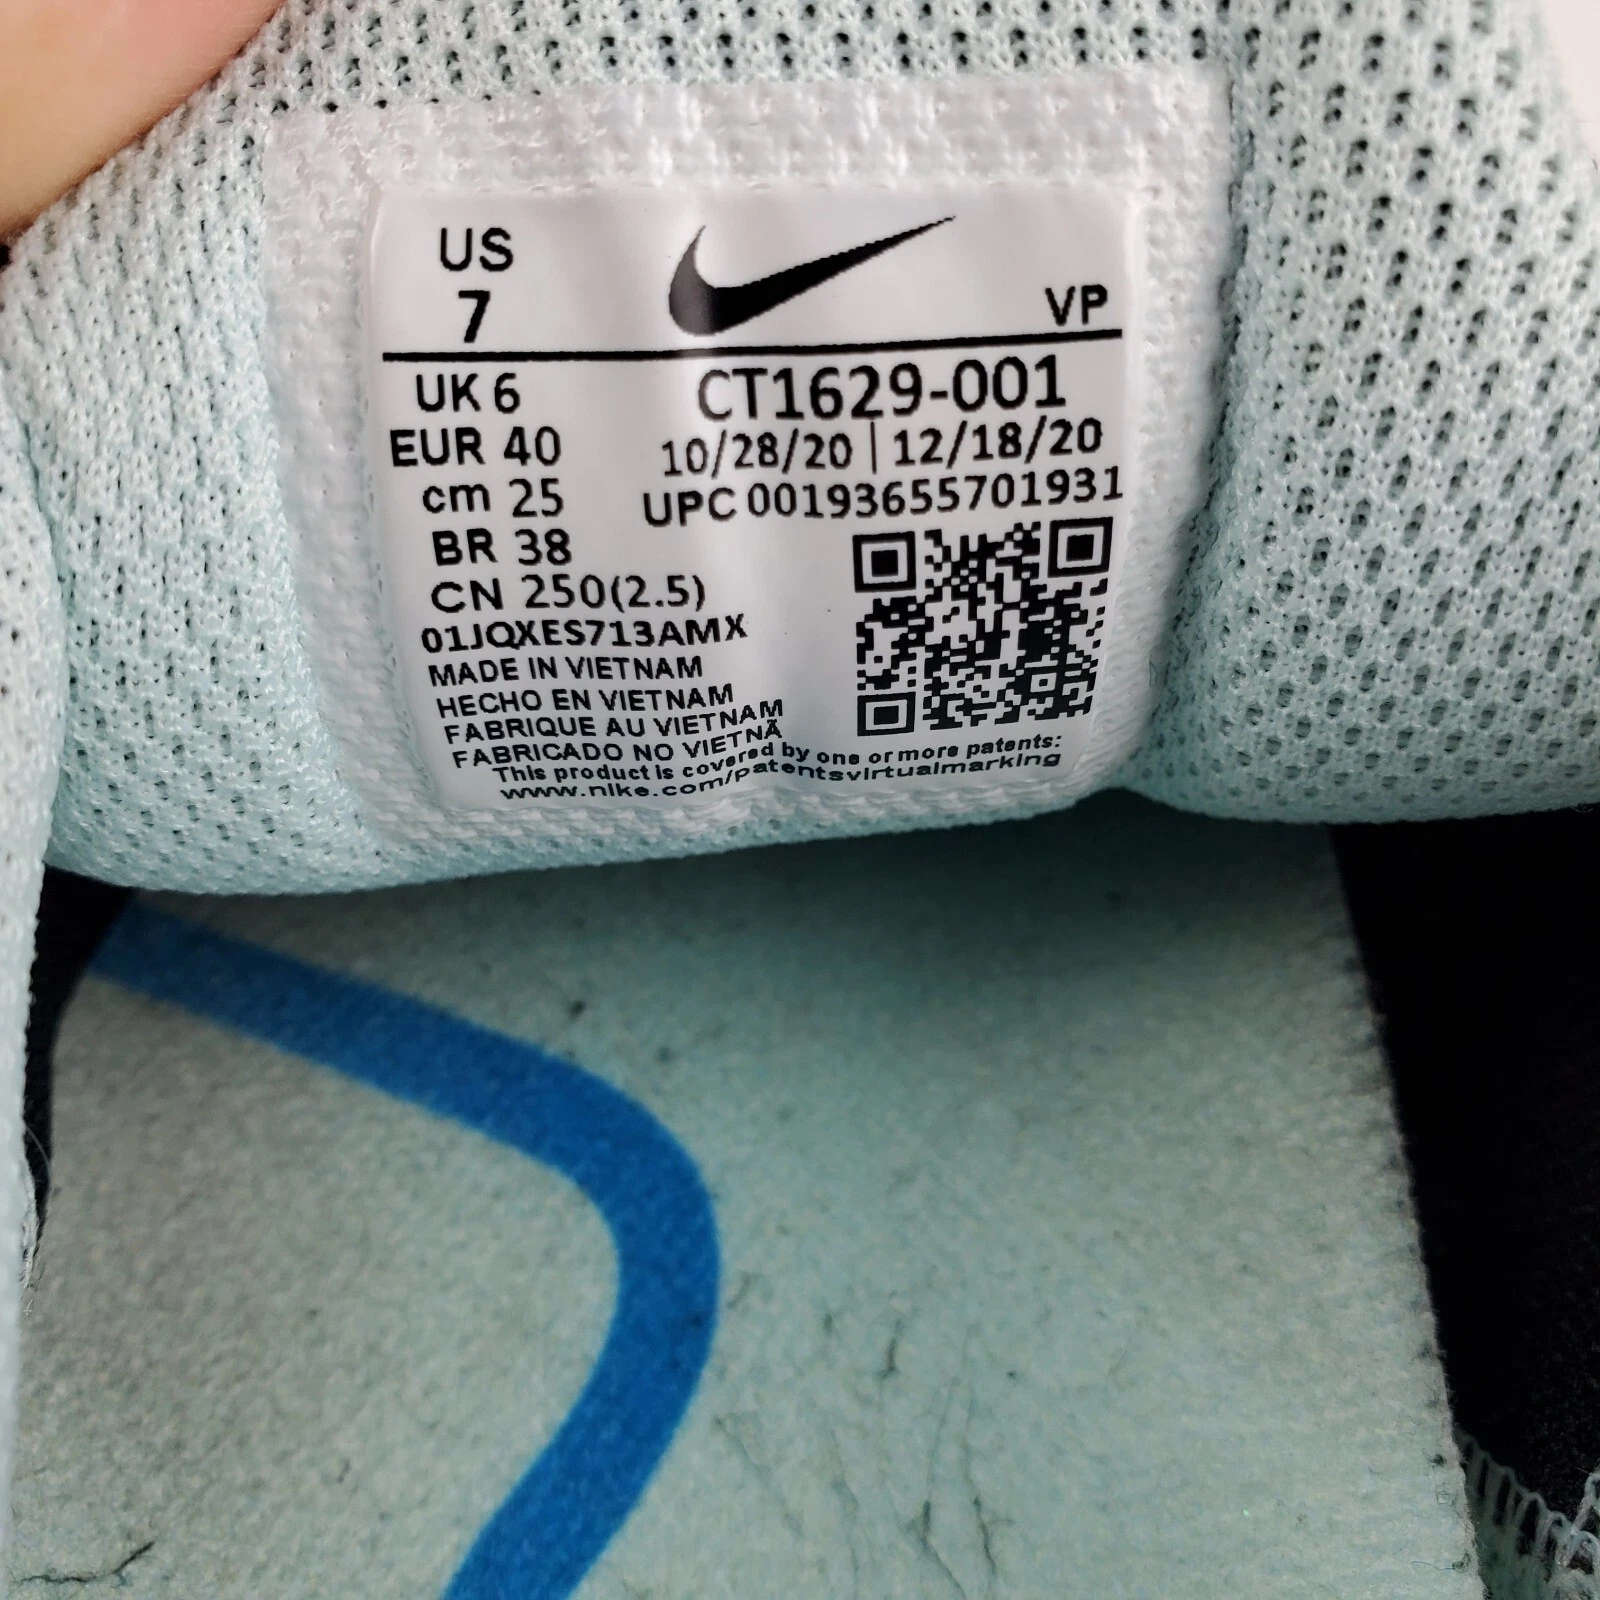 US
7
VP
UK 6
EUR 40
cm 25
BR 38
CN 250(2.5)
CT1629-001
10/28/20 | 12/18/20
UPC 00193655701931
01JQXES713AMX
MADE IN VIETNAM
HECHO EN VIETNAM
FABRIQUE AU VIETNAM
FABRICADO NO VIETNÃ
This product is covered by one or more patents:
www.nike.com/patentsvirtualmarking